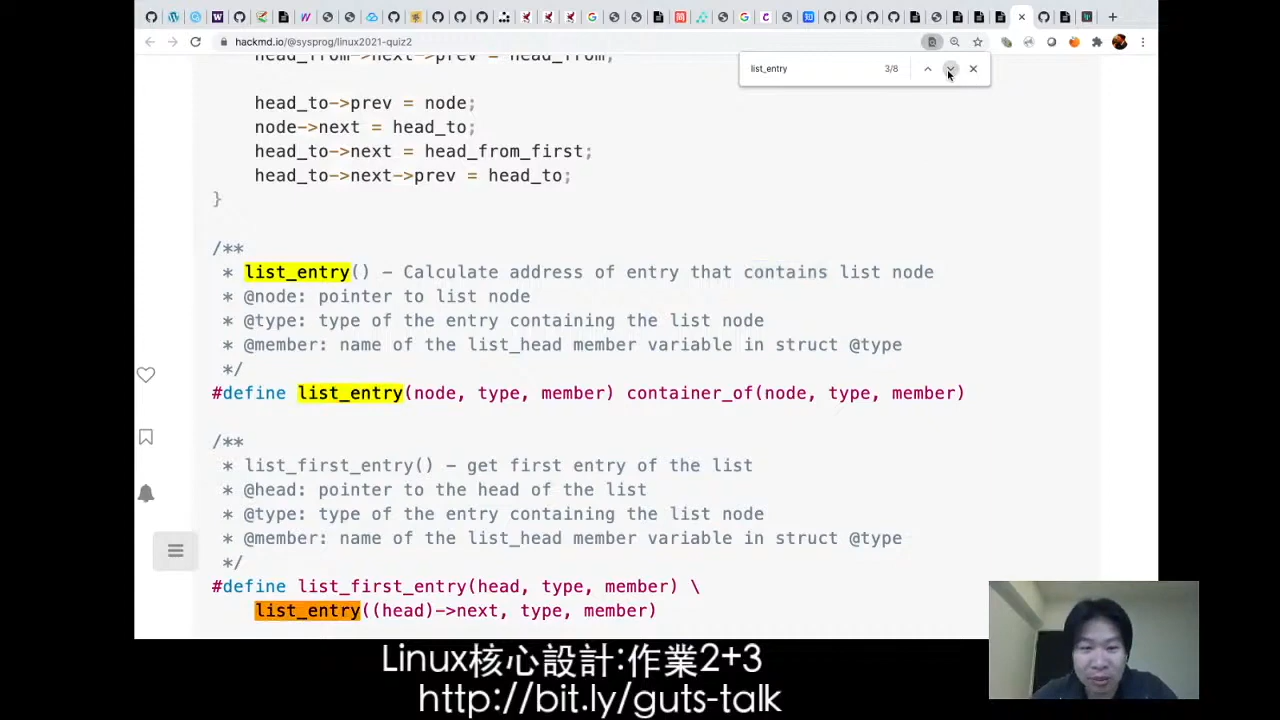 hackmd.io/@sysprog/linux2021-quiz2
list_entry 3/8
head_from->next->prev = head_from;
head_to->prev = node;
node->next = head_to;
head_to->next = head_from_first;
head_to->next->prev = head_to;
}
/**
* list_entry() – Calculate address of entry that contains list node
* @node: pointer to list node
* @type: type of the entry containing the list node
* @member: name of the list_head member variable in struct @type
*/
#define list_entry(node, type, member) container_of(node, type, member)
/**
* list_first_entry() – get first entry of the list
* @head: pointer to the head of the list
* @type: type of the entry containing the list node
* @member: name of the list_head member variable in struct @type
*/
#define list_first_entry(head, type, member) \
list_entry((head)->next, type, member)
Linux核心設計:作業2+3
http://bit.ly/guts-talk